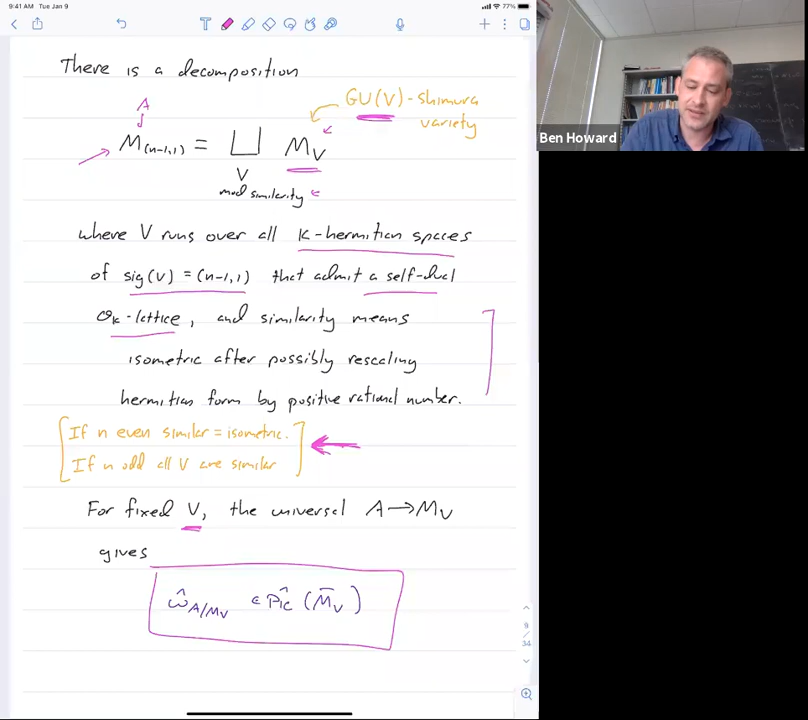 9:41 AM Tue Jan 9
77%
There is a decomposition
A
GU(V)-Shimura
variety
M(n-1,1) = ⊔ M_V
V
mod similarity
where V runs over all K-hermitian spaces
of sig(V) = (n-1,1) that admit a self-dual
O_K-lattice, and similarity means
isometric after possibly rescaling
hermitian form by positive rational number.
If n even similar = isometric.
If n odd all V are similar
For fixed V, the universal A → M_V
gives
ω̂_{A/M_V} ∈ P̂ic (M̄_V)
9
/
34
Ben Howard